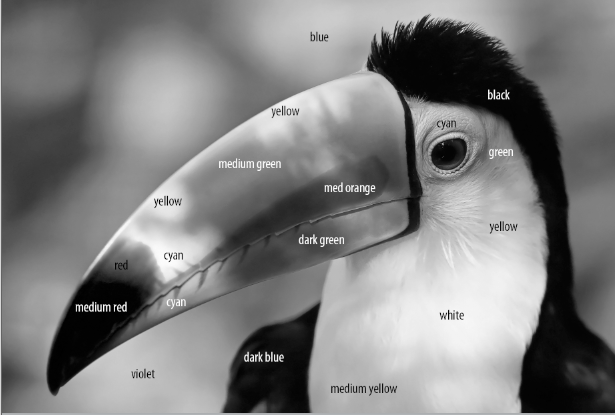 blue
black
yellow
cyan
green
medium green
med orange
yellow
yellow
dark green
cyan
red
cyan
medium red
white
dark blue
violet
medium yellow